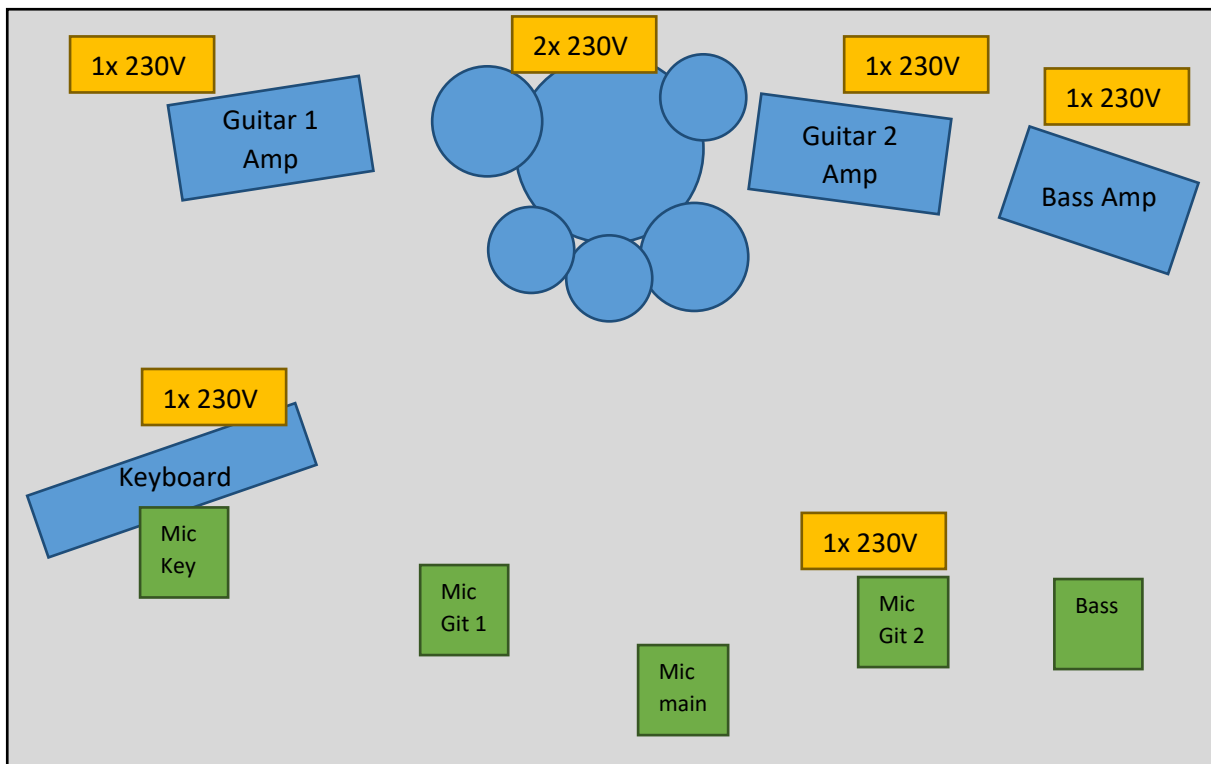 2x 230V
1x 230V
1x 230V
1x 230V
Guitar 1
Amp
Guitar 2
Amp
Bass Amp
1x 230V
Keyboard
Mic
Key
1x 230V
Mic
Git 1
Mic
Git 2
Bass
Mic
main